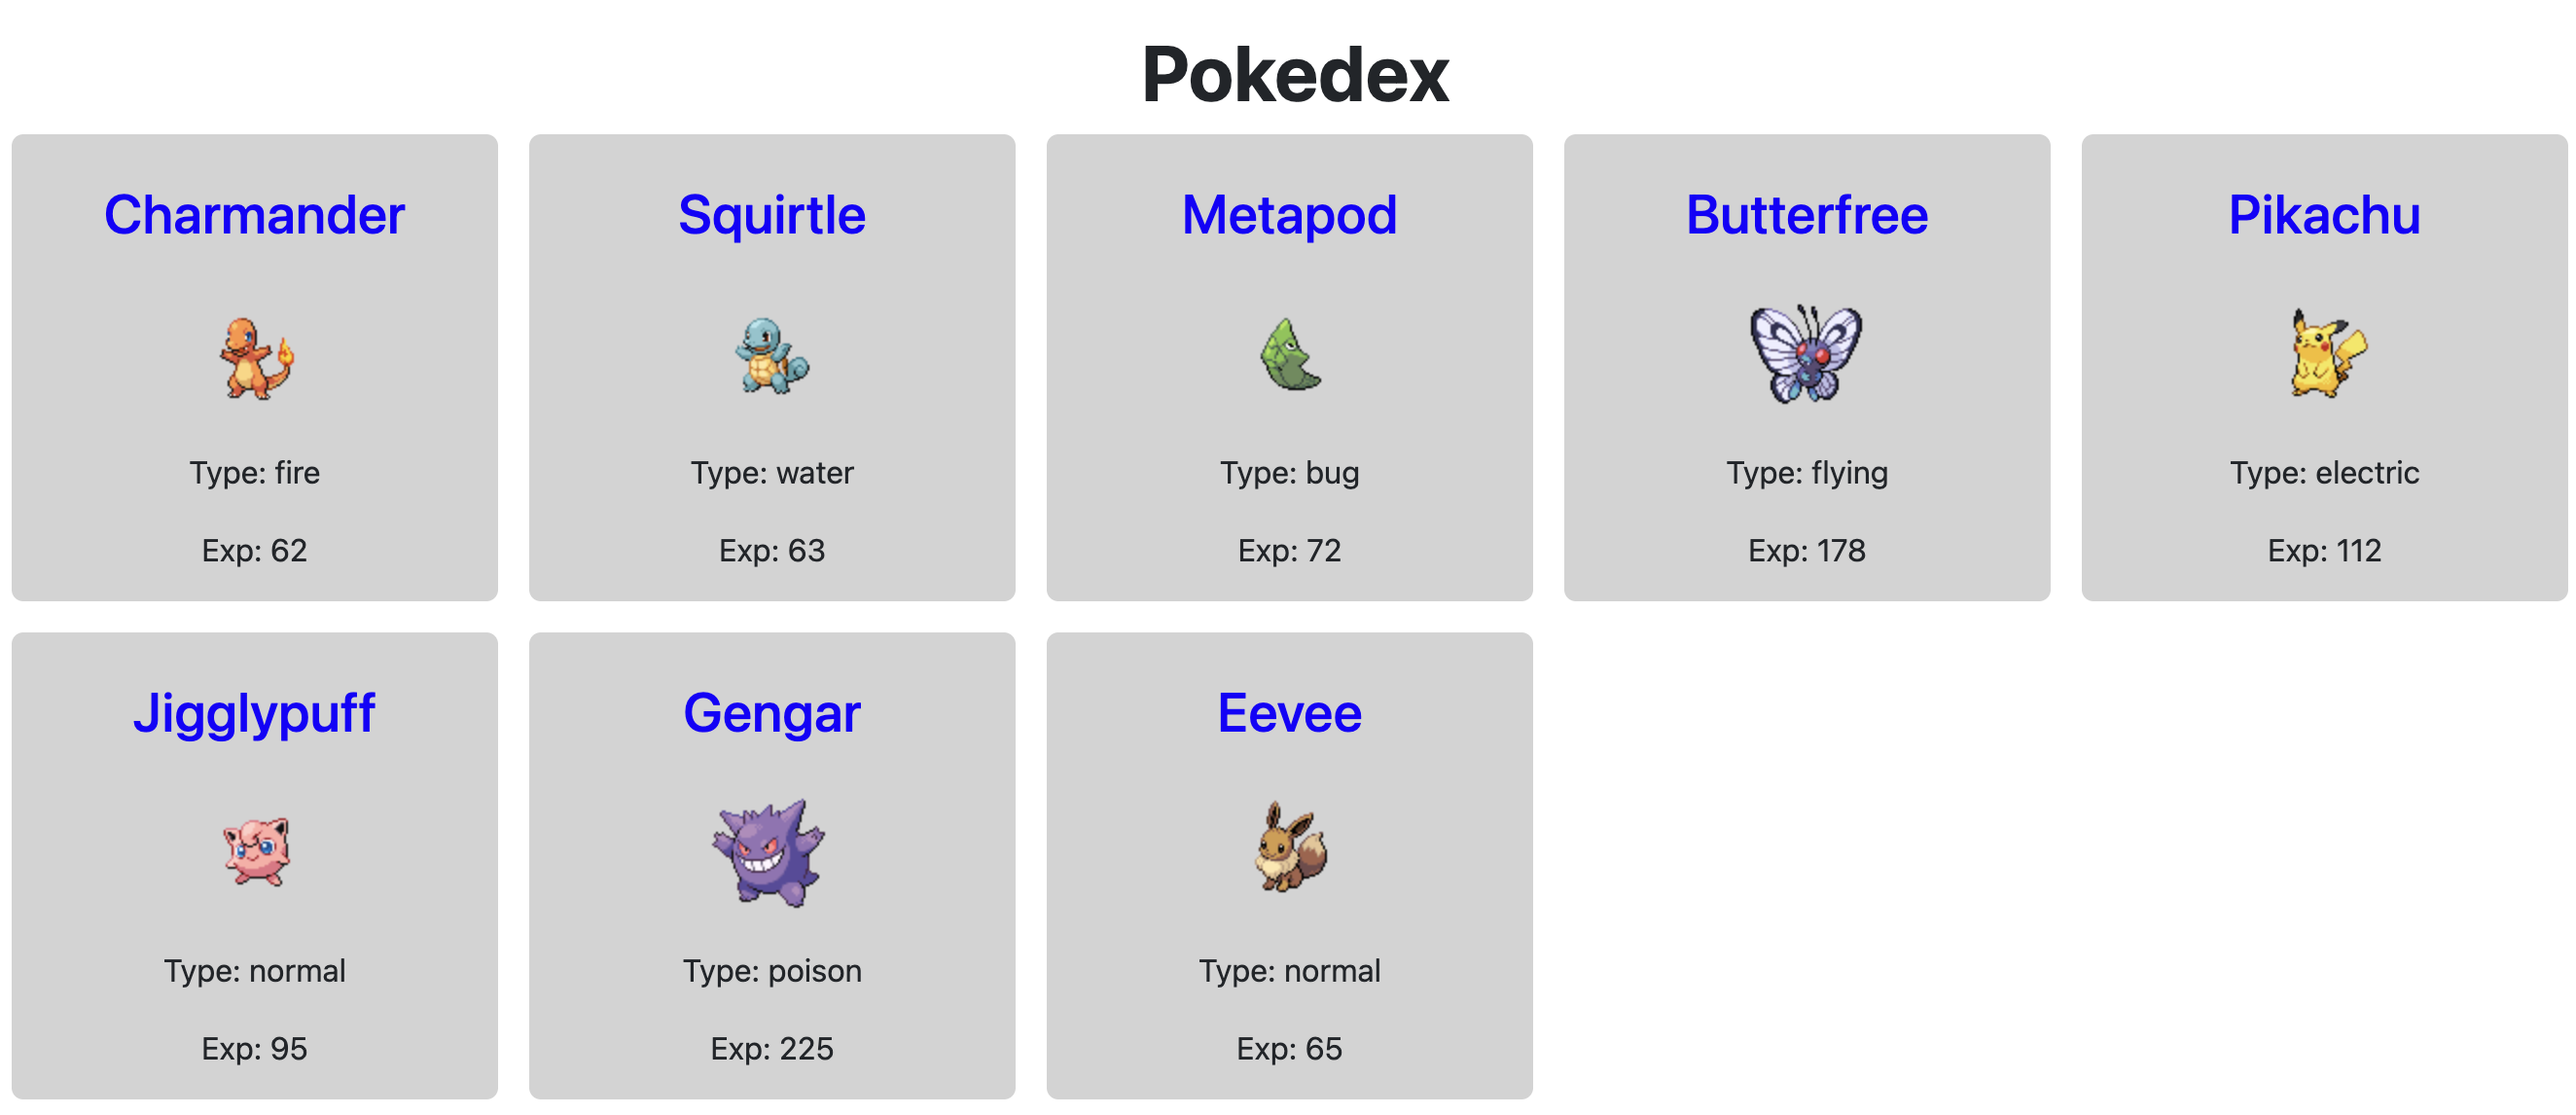 Pokedex
Charmander
Type: fire
Exp: 62
Squirtle
Type: water
Exp: 63
Metapod
Type: bug
Exp: 72
Butterfree
Type: flying
Exp: 178
Pikachu
Type: electric
Exp: 112
Jigglypuff
Type: normal
Exp: 95
Gengar
Type: poison
Exp: 225
Eevee
Type: normal
Exp: 65